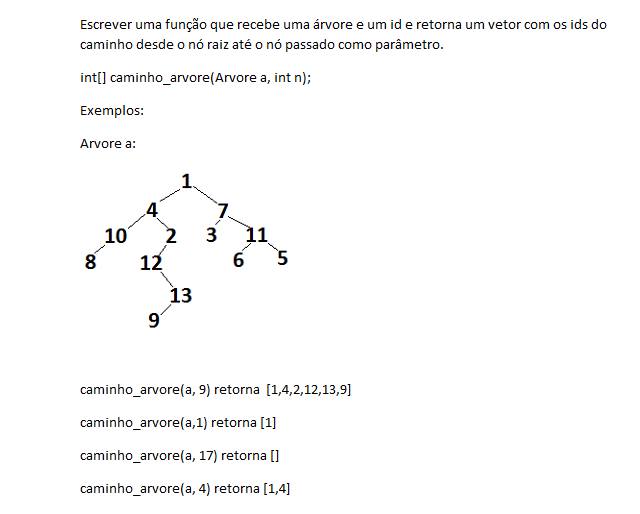 Escrever uma função que recebe uma árvore e um id e retorna um vetor com os ids do
caminho desde o nó raiz até o nó passado como parâmetro.
int[] caminho_arvore(Arvore a, int n);
Exemplos:
Arvore a:
1
4 7
10 2 3 11
8 12 6 5
13
9
caminho_arvore(a, 9) retorna [1,4,2,12,13,9]
caminho_arvore(a,1) retorna [1]
caminho_arvore(a, 17) retorna []
caminho_arvore(a, 4) retorna [1,4]